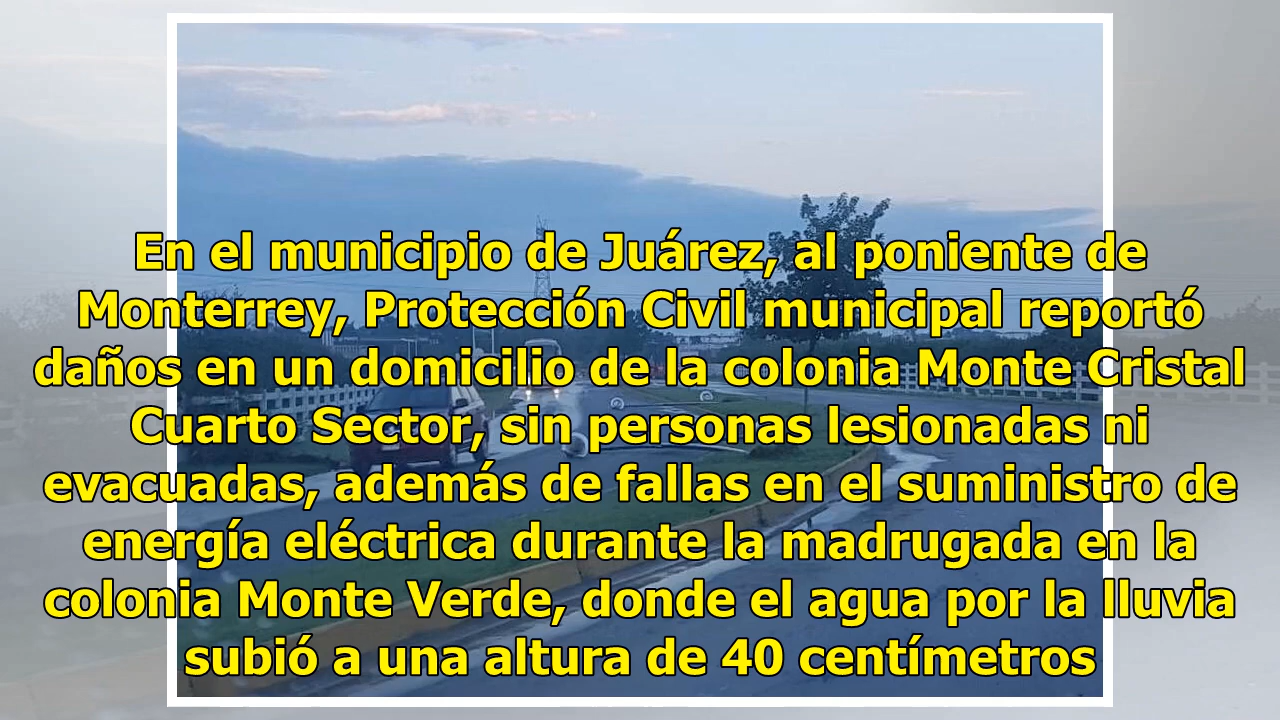 En el municipio de Juárez, al poniente de
Monterrey, Protección Civil municipal reportó
daños en un domicilio de la colonia Monte Cristal
Cuarto Sector, sin personas lesionadas ni
evacuadas, además de fallas en el suministro de
energía eléctrica durante la madrugada en la
colonia Monte Verde, donde el agua por la lluvia
subió a una altura de 40 centímetros